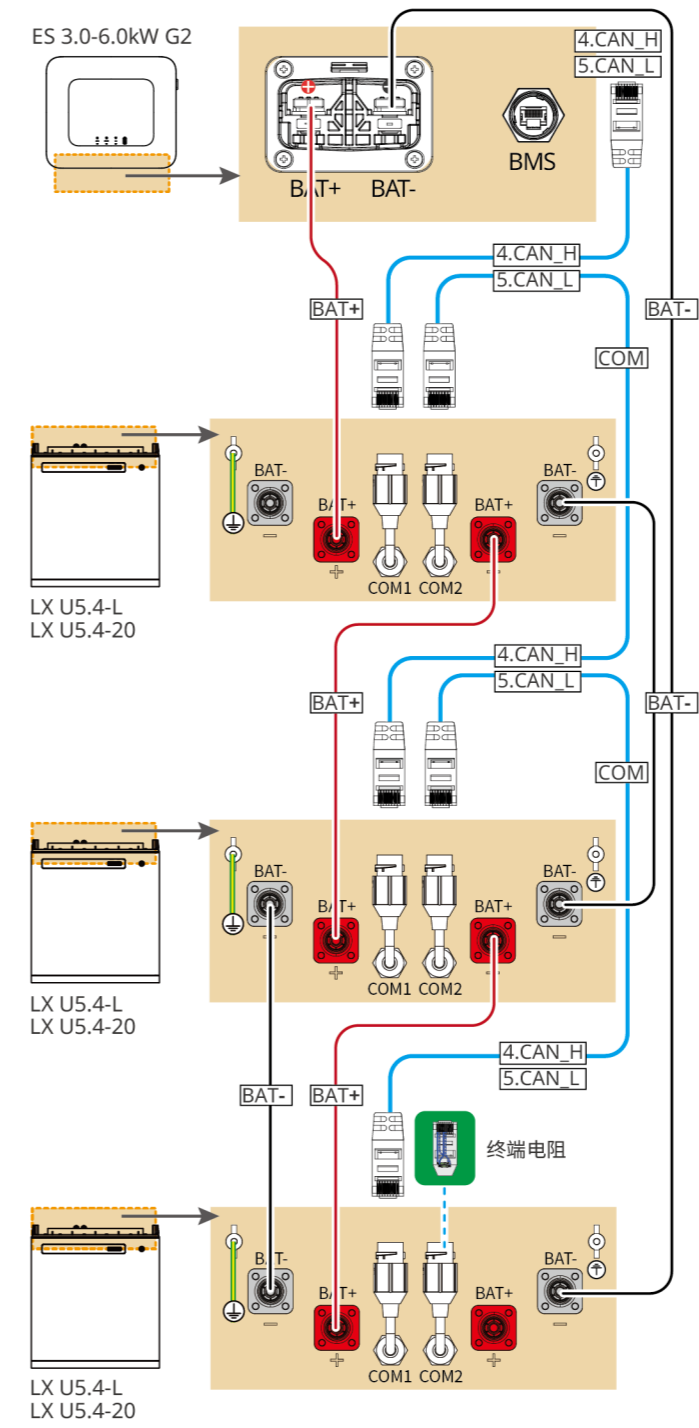 ES 3.0-6.0kW G2
4.CAN_H
5.CAN_L
BMS
BAT+ BAT-
4.CAN_H
5.CAN_L
BAT+
BAT-
COM
BAT-
BAT+
BAT+
BAT-
COM1 COM2
LX U5.4-L
LX U5.4-20
4.CAN_H
5.CAN_L
BAT+
BAT-
COM
BAT-
BAT+
BAT+
BAT-
COM1 COM2
LX U5.4-L
LX U5.4-20
4.CAN_H
5.CAN_L
BAT-
BAT+
终端电阻
BAT-
BAT+
BAT+
BAT-
COM1 COM2
LX U5.4-L
LX U5.4-20